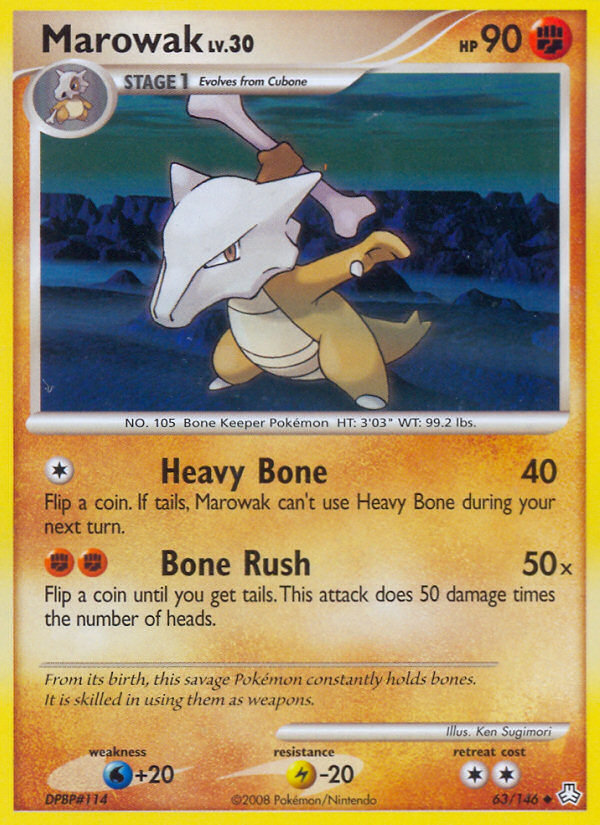 Marowak LV.30
HP 90
STAGE 1 Evolves from Cubone
NO. 105 Bone Keeper Pokémon HT: 3'03" WT: 99.2 lbs.
Heavy Bone 40
Flip a coin. If tails, Marowak can't use Heavy Bone during your
next turn.
Bone Rush 50x
Flip a coin until you get tails. This attack does 50 damage times
the number of heads.
From its birth, this savage Pokémon constantly holds bones.
It is skilled in using them as weapons.
Illus. Ken Sugimori
weakness resistance retreat cost
+20 -20
DPBP#114 ©2008 Pokémon/Nintendo 63/146